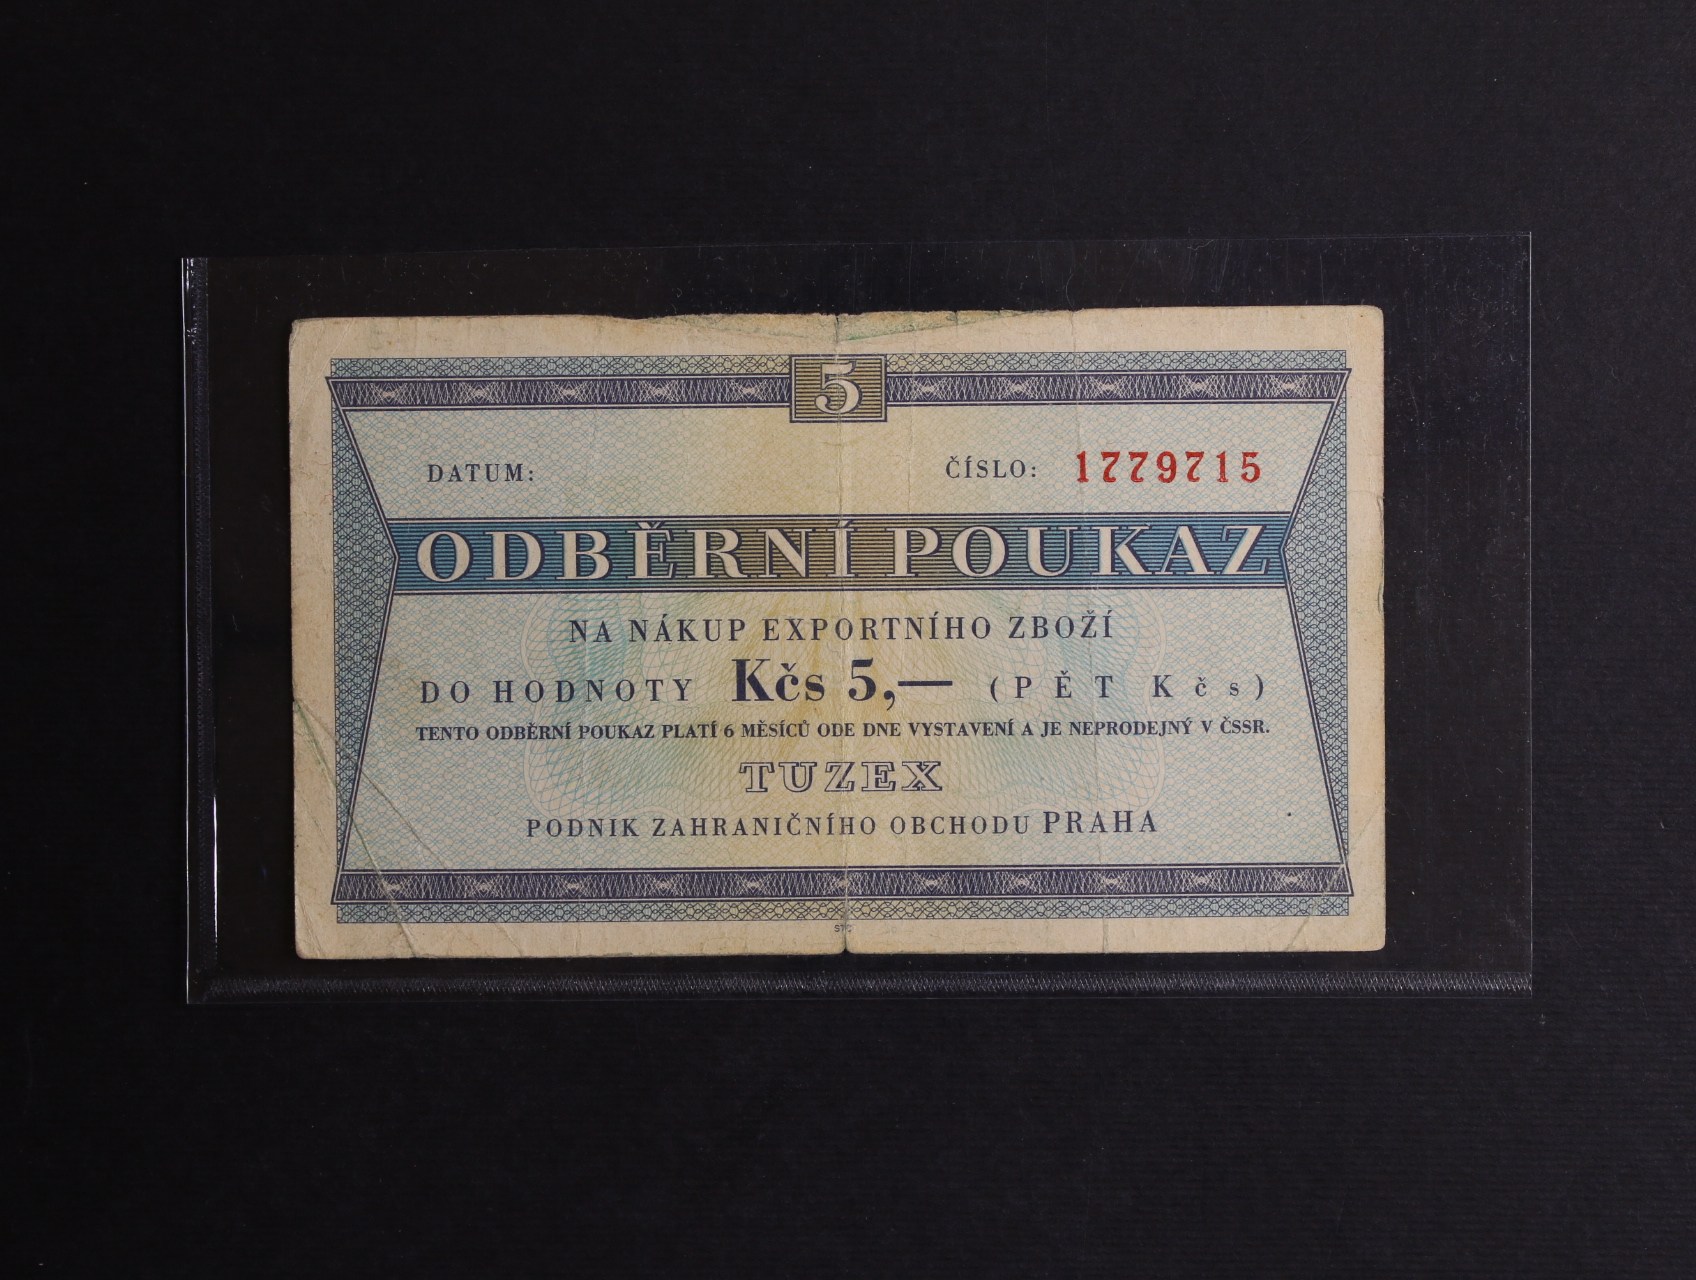 5
DATUM: ČÍSLO: 1779715
ODBĚRNÍ POUKAZ
NA NÁKUP EXPORTNÍHO ZBOŽÍ
DO HODNOTY Kčs 5,— (PĚT Kčs)
TENTO ODBĚRNÍ POUKAZ PLATÍ 6 MĚSÍCŮ ODE DNE VYSTAVENÍ A JE NEPRODEJNÝ V ČSSR.
TUZEX
PODNIK ZAHRANIČNÍHO OBCHODU PRAHA
STC